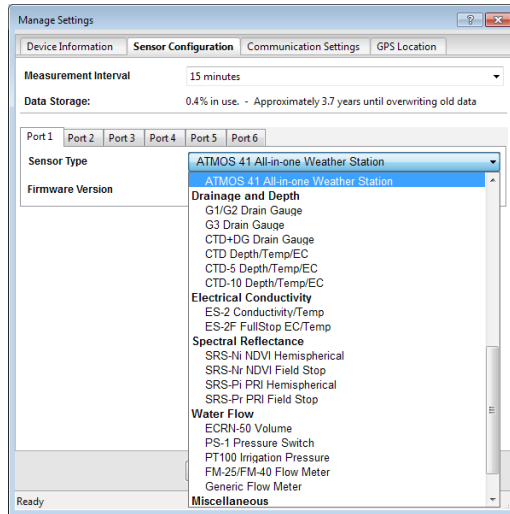 Manage Settings
Device Information Sensor Configuration Communication Settings GPS Location
Measurement Interval 15 minutes
Data Storage: 0.4% in use. - Approximately 3.7 years until overwriting old data
Port 1 Port 2 Port 3 Port 4 Port 5 Port 6
Sensor Type ATMOS 41 All-in-one Weather Station
ATMOS 41 All-in-one Weather Station
Firmware Version
Drainage and Depth
G1/G2 Drain Gauge
G3 Drain Gauge
CTD+DG Drain Gauge
CTD Depth/Temp/EC
CTD-5 Depth/Temp/EC
CTD-10 Depth/Temp/EC
Electrical Conductivity
ES-2 Conductivity/Temp
ES-2F FullStop EC/Temp
Spectral Reflectance
SRS-Ni NDVI Hemispherical
SRS-Nr NDVI Field Stop
SRS-Pi PRI Hemispherical
SRS-Pr PRI Field Stop
Water Flow
ECRN-50 Volume
PS-1 Pressure Switch
PT100 Irrigation Pressure
FM-25/FM-40 Flow Meter
Generic Flow Meter
Miscellaneous
Ready